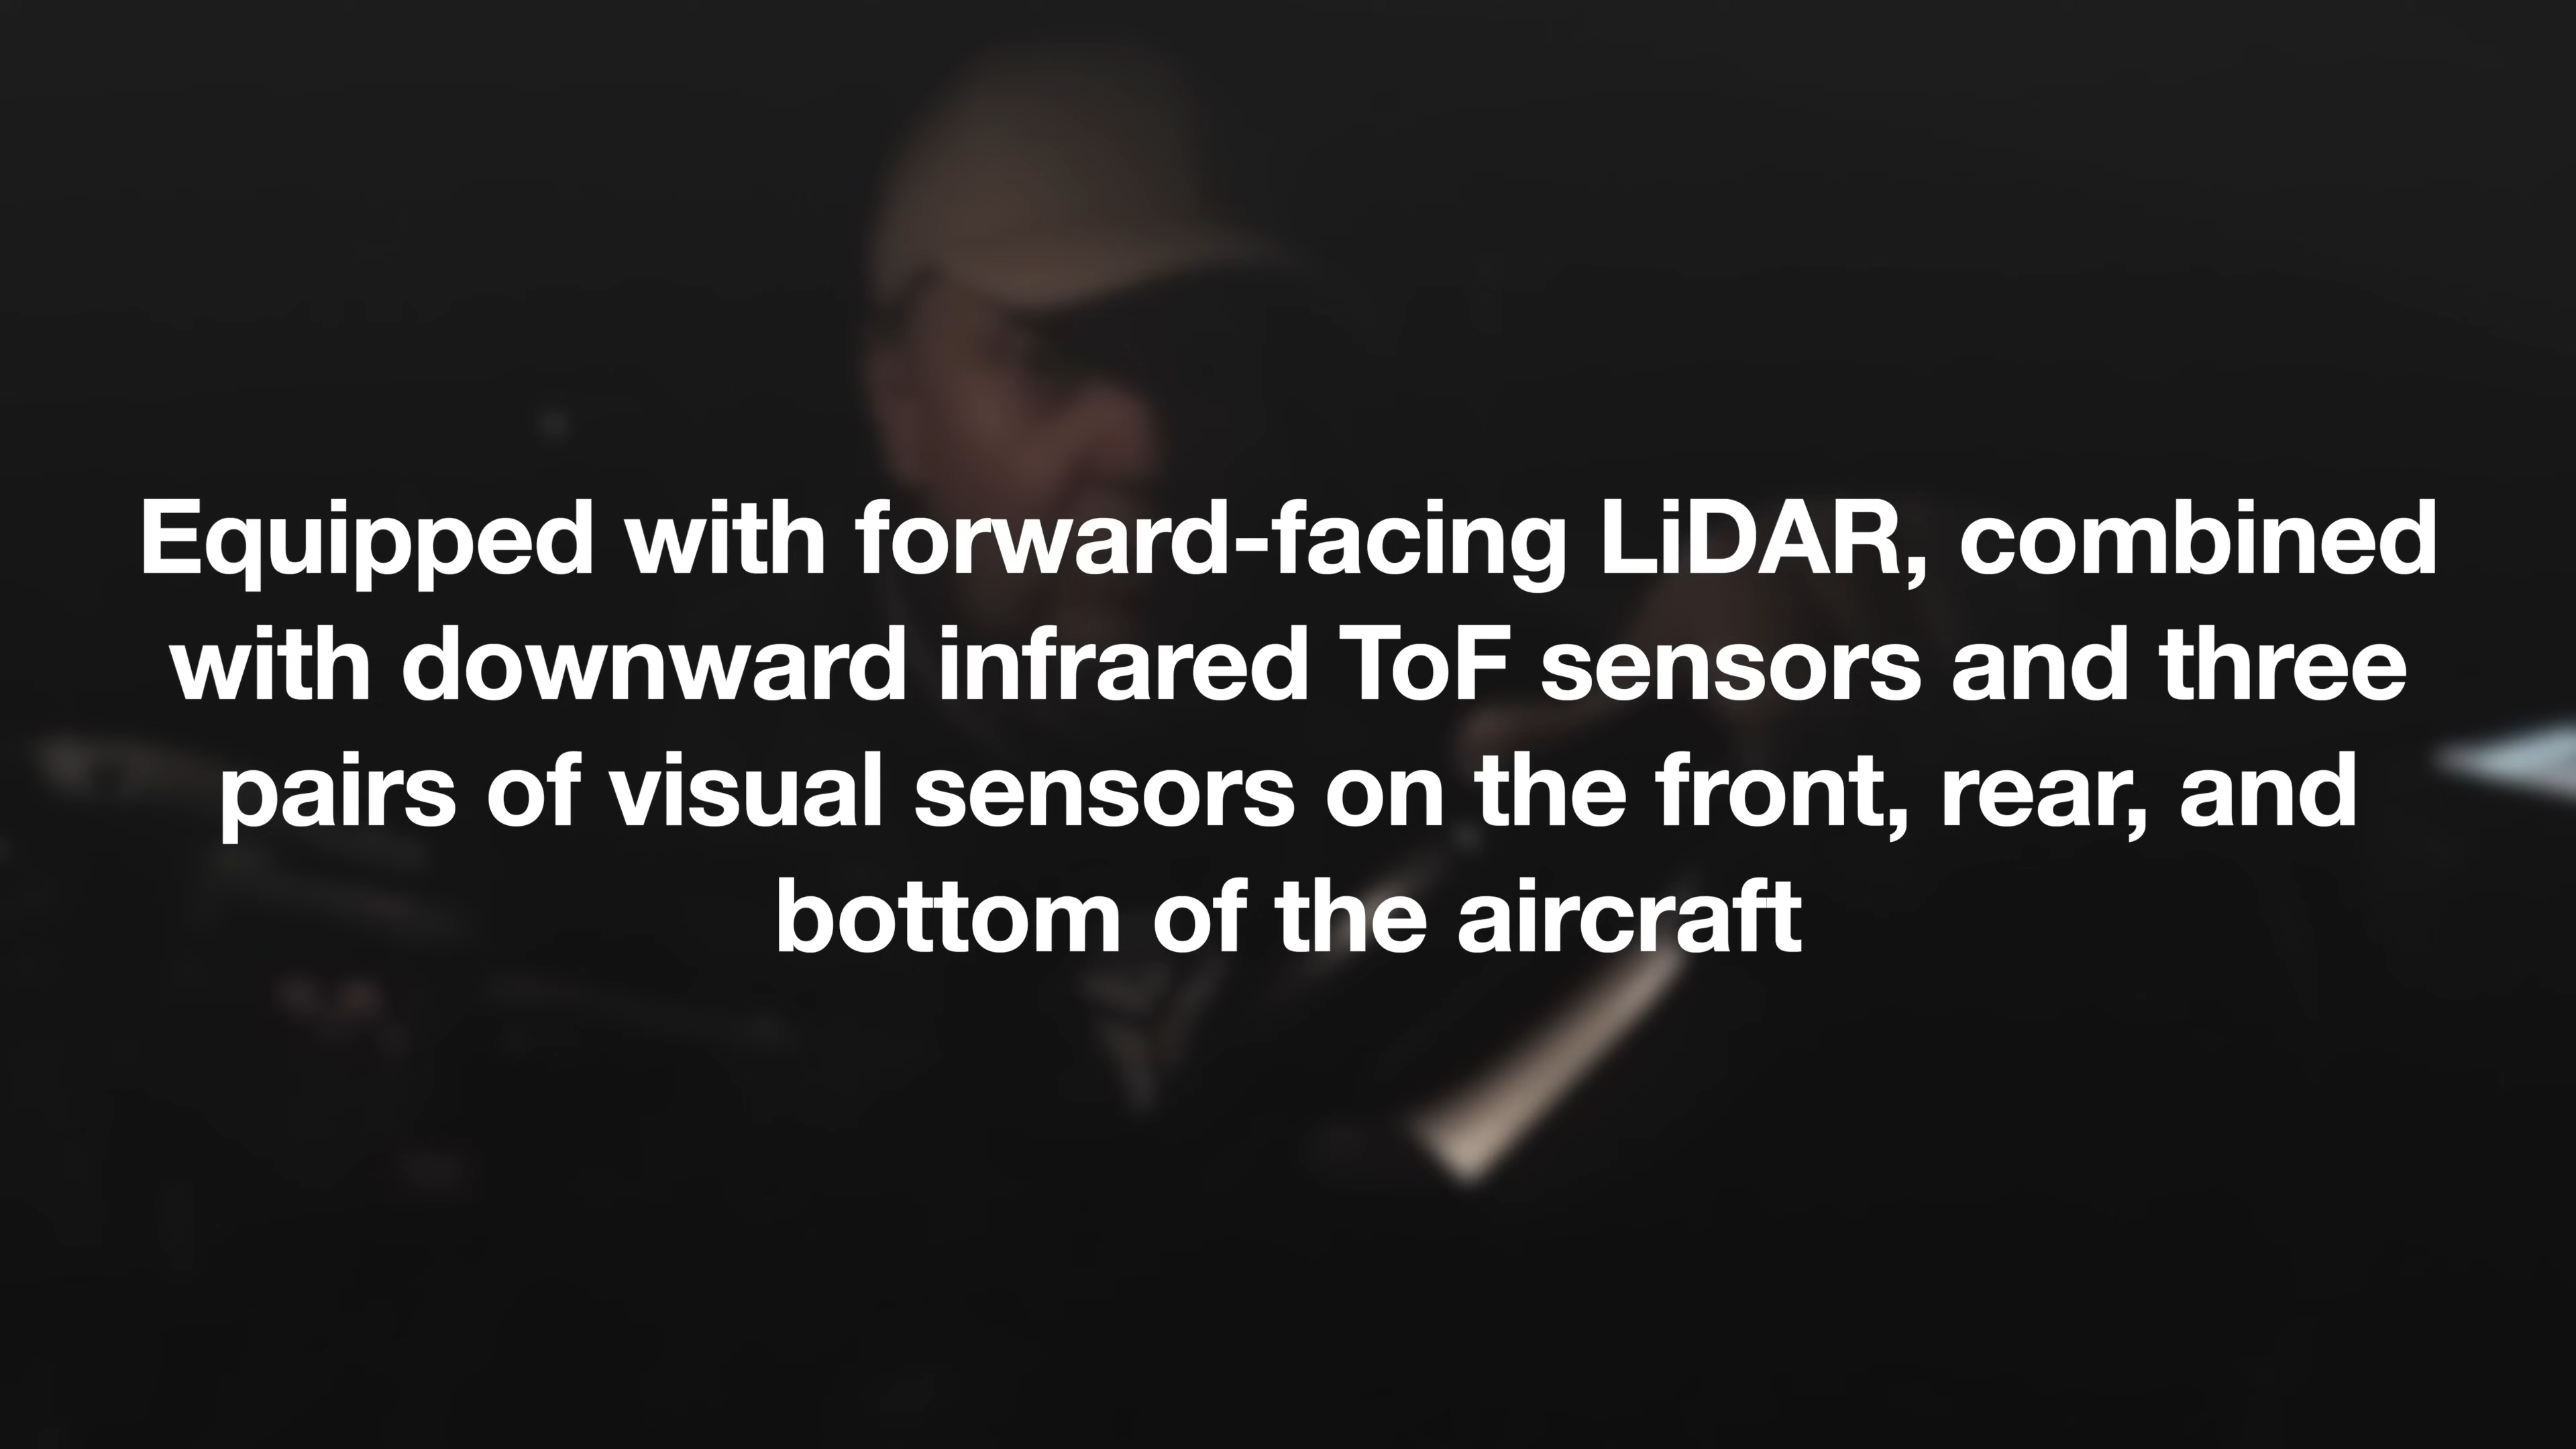 Equipped with forward-facing LiDAR, combined
with downward infrared ToF sensors and three
pairs of visual sensors on the front, rear, and
bottom of the aircraft